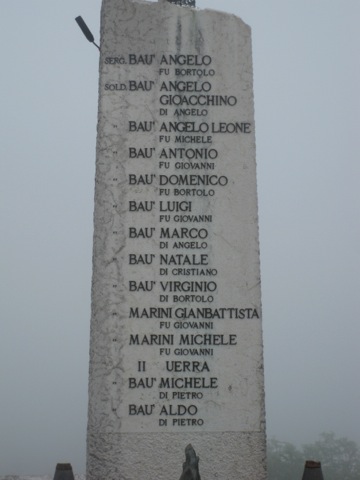 SERG. BAU' ANGELO
FU BORTOLO
SOLD. BAU' ANGELO
GIOACCHINO
DI ANGELO
" BAU' ANGELO LEONE
FU MICHELE
" BAU' ANTONIO
FU GIOVANNI
" BAU' DOMENICO
FU BORTOLO
" BAU' LUIGI
FU GIOVANNI
" BAU' MARCO
DI ANGELO
" BAU' NATALE
DI CRISTIANO
" BAU' VIRGINIO
DI BORTOLO
" MARINI GIANBATTISTA
FU GIOVANNI
" MARINI MICHELE
FU GIOVANNI
II UERRA
" BAU' MICHELE
DI PIETRO
" BAU' ALDO
DI PIETRO